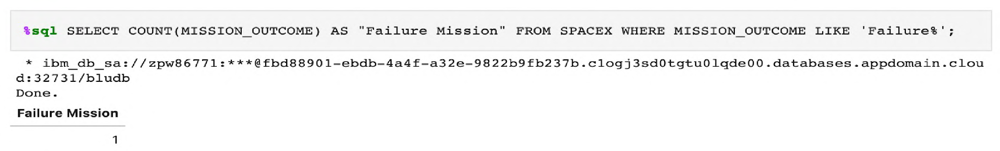 %sql SELECT COUNT(MISSION_OUTCOME) AS "Failure Mission" FROM SPACEX WHERE MISSION_OUTCOME LIKE 'Failure%';
* ibm_db_sa://zpw86771:***@fbd88901-ebdb-4a4f-a32e-9822b9fb237b.c1ogj3sd0tgtu0lqde00.databases.appdomain.clou
d:32731/bludb
Done.
Failure Mission
1